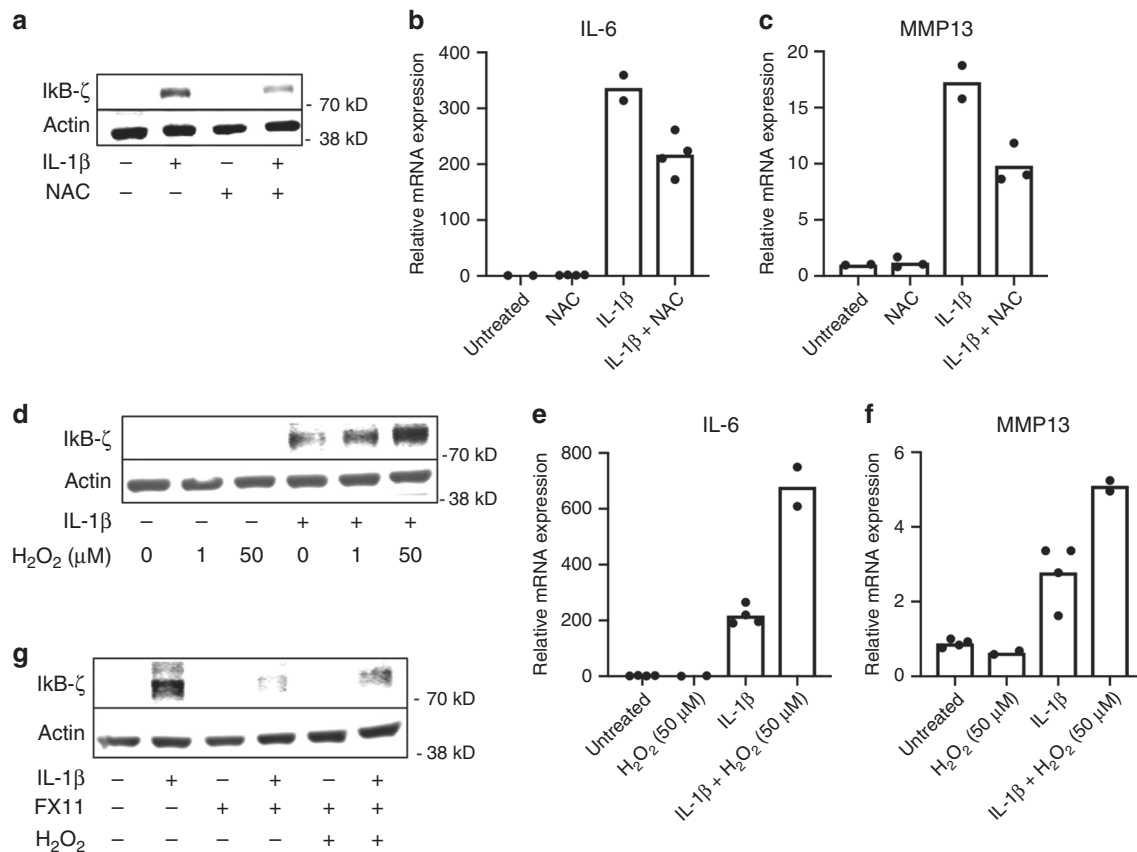 a
IkB-ζ
- 70 kD
Actin
- 38 kD
IL-1β – + – +
NAC – – + +
b
IL-6
Relative mRNA expression
400
300
200
100
0
Untreated
NAC
IL-1β
IL-1β + NAC
c
MMP13
Relative mRNA expression
20
15
10
5
0
Untreated
NAC
IL-1β
IL-1β + NAC
d
IkB-ζ
-70 kD
Actin
- 38 kD
IL-1β – – – + + +
H₂O₂ (μM) 0 1 50 0 1 50
e
IL-6
Relative mRNA expression
800
600
400
200
0
Untreated
H₂O₂ (50 μM)
IL-1β
IL-1β + H₂O₂ (50 μM)
f
MMP13
Relative mRNA expression
6
4
2
0
Untreated
H₂O₂ (50 μM)
IL-1β
IL-1β + H₂O₂ (50 μM)
g
IkB-ζ
- 70 kD
Actin
- 38 kD
IL-1β – + – + – +
FX11 – – + + + +
H₂O₂ – – – – + +